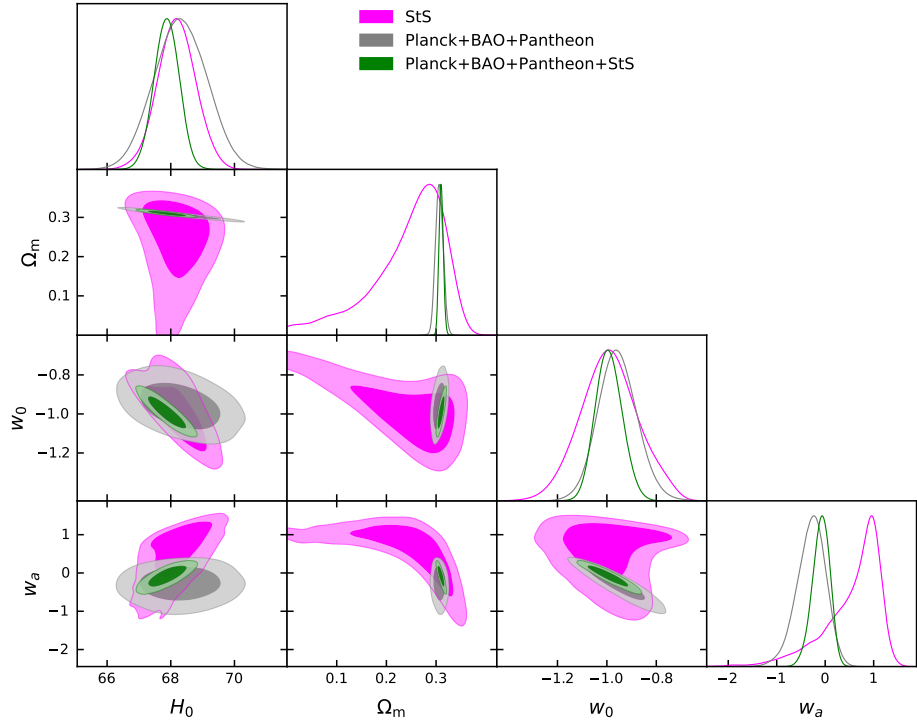 StS
Planck+BAO+Pantheon
Planck+BAO+Pantheon+StS
Ωm
0.3
0.2
0.1
w0
−0.8
−1.0
−1.2
wa
1
0
−1
−2
66 68 70
0.1 0.3
−1.2 −1.0 −0.8
−2 −1 0 1
H0 Ωm w0 wa